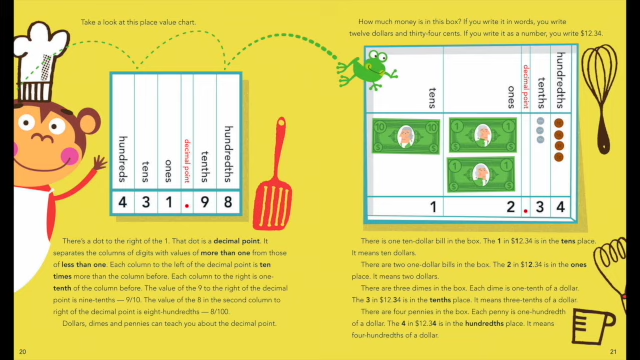 Take a look at this place value chart.
hundreds
tens
ones
decimal point
tenths
hundredths
4 3 1 . 9 8
There's a dot to the right of the 1. That dot is a decimal point. It
separates the columns of digits with values of more than one from those
of less than one. Each column to the left of the decimal point is ten
times more than the column before. Each column to the right is one-
tenth of the column before. The value of the 9 to the right of the decimal
point is nine-tenths — 9/10. The value of the 8 in the second column to
right of the decimal point is eight-hundredths — 8/100.
Dollars, dimes and pennies can teach you about the decimal point.
20
How much money is in this box? If you write it in words, you write
twelve dollars and thirty-four cents. If you write it as a number, you write $12.34.
tens
ones
decimal point
tenths
hundredths
1 2 . 3 4
There is one ten-dollar bill in the box. The 1 in $12.34 is in the tens place.
It means ten dollars.
There are two one-dollar bills in the box. The 2 in $12.34 is in the ones
place. It means two dollars.
There are three dimes in the box. Each dime is one-tenth of a dollar.
The 3 in $12.34 is in the tenths place. It means three-tenths of a dollar.
There are four pennies in the box. Each penny is one-hundredth
of a dollar. The 4 in $12.34 is in the hundredths place. It means
four-hundredths of a dollar.
21